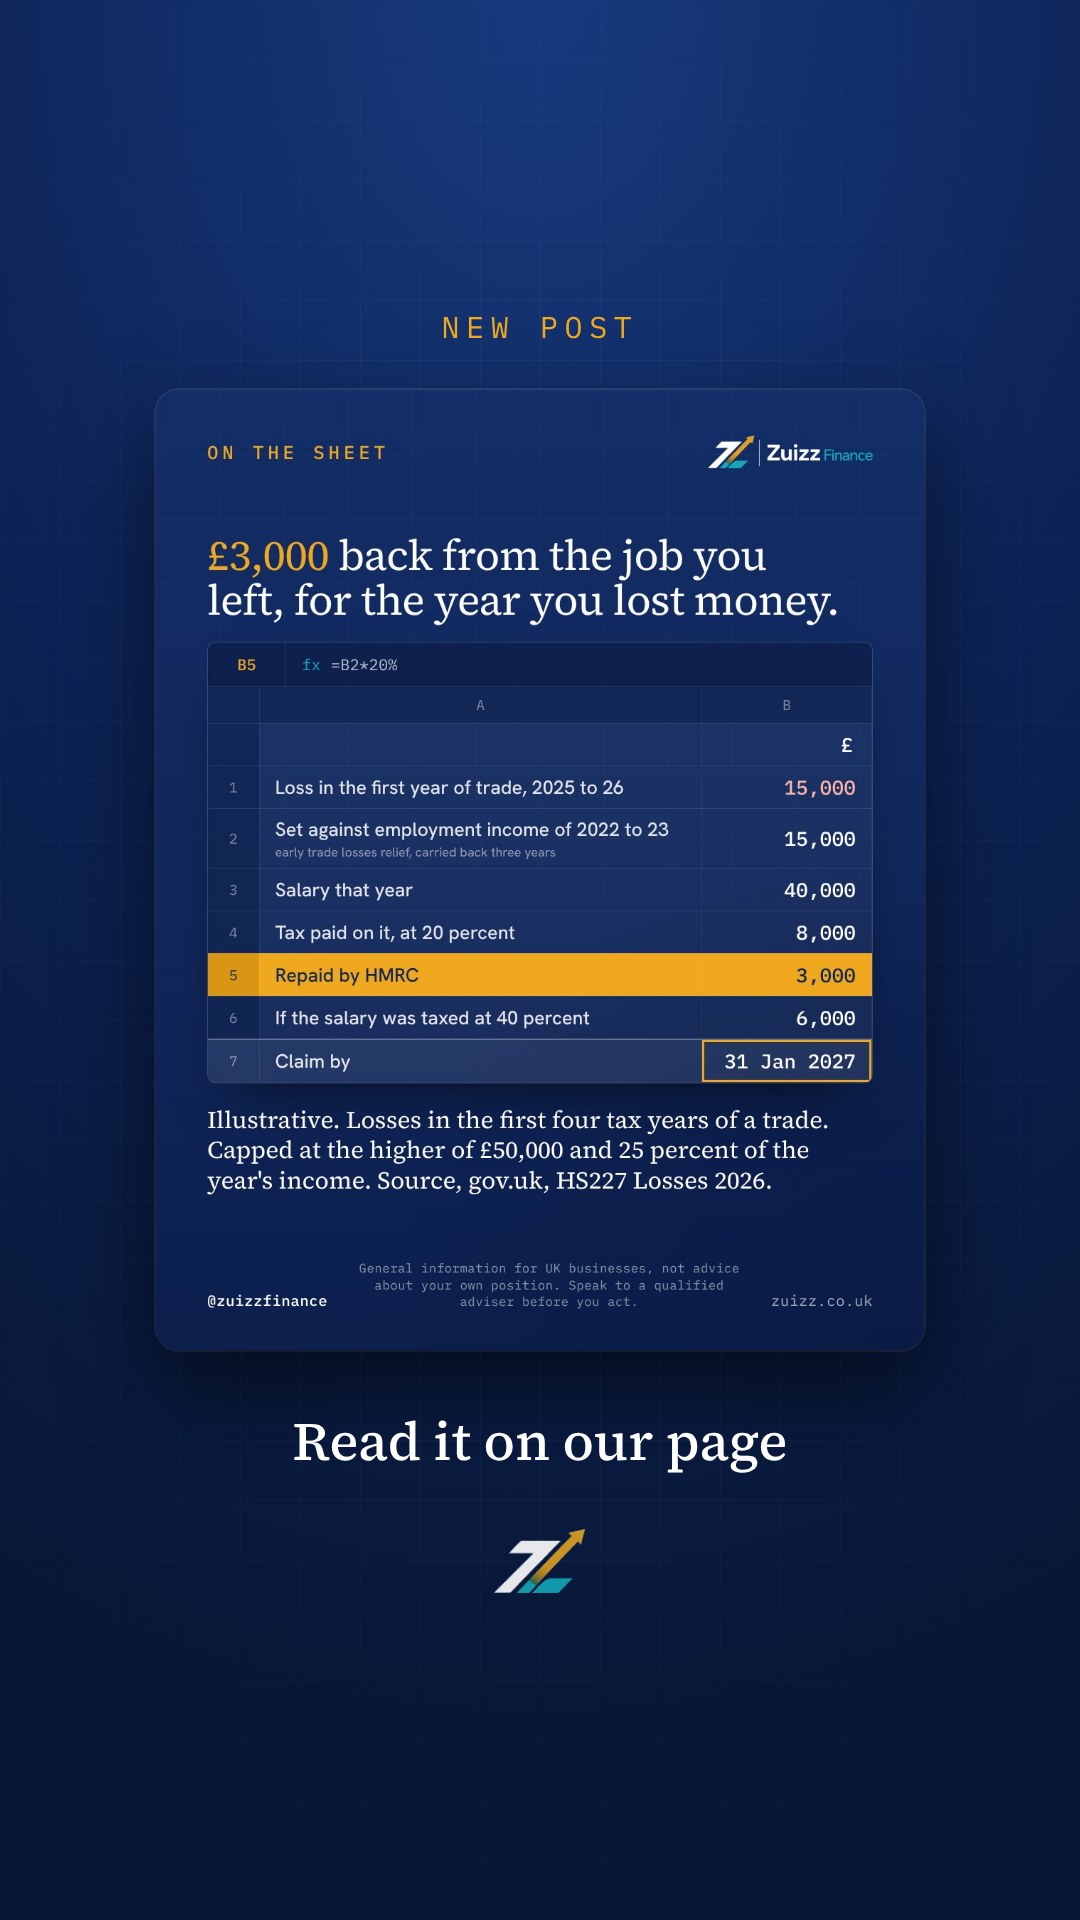 NEW POST
ON THE SHEET
Zuizz Finance
£3,000 back from the job you
left, for the year you lost money.
B5 fx =B2*20%
A B
£
1 Loss in the first year of trade, 2025 to 26 15,000
2 Set against employment income of 2022 to 23 15,000
early trade losses relief, carried back three years
3 Salary that year 40,000
4 Tax paid on it, at 20 percent 8,000
5 Repaid by HMRC 3,000
6 If the salary was taxed at 40 percent 6,000
7 Claim by 31 Jan 2027
Illustrative. Losses in the first four tax years of a trade.
Capped at the higher of £50,000 and 25 percent of the
year's income. Source, gov.uk, HS227 Losses 2026.
General information for UK businesses, not advice
about your own position. Speak to a qualified
adviser before you act.
@zuizzfinance
zuizz.co.uk
Read it on our page